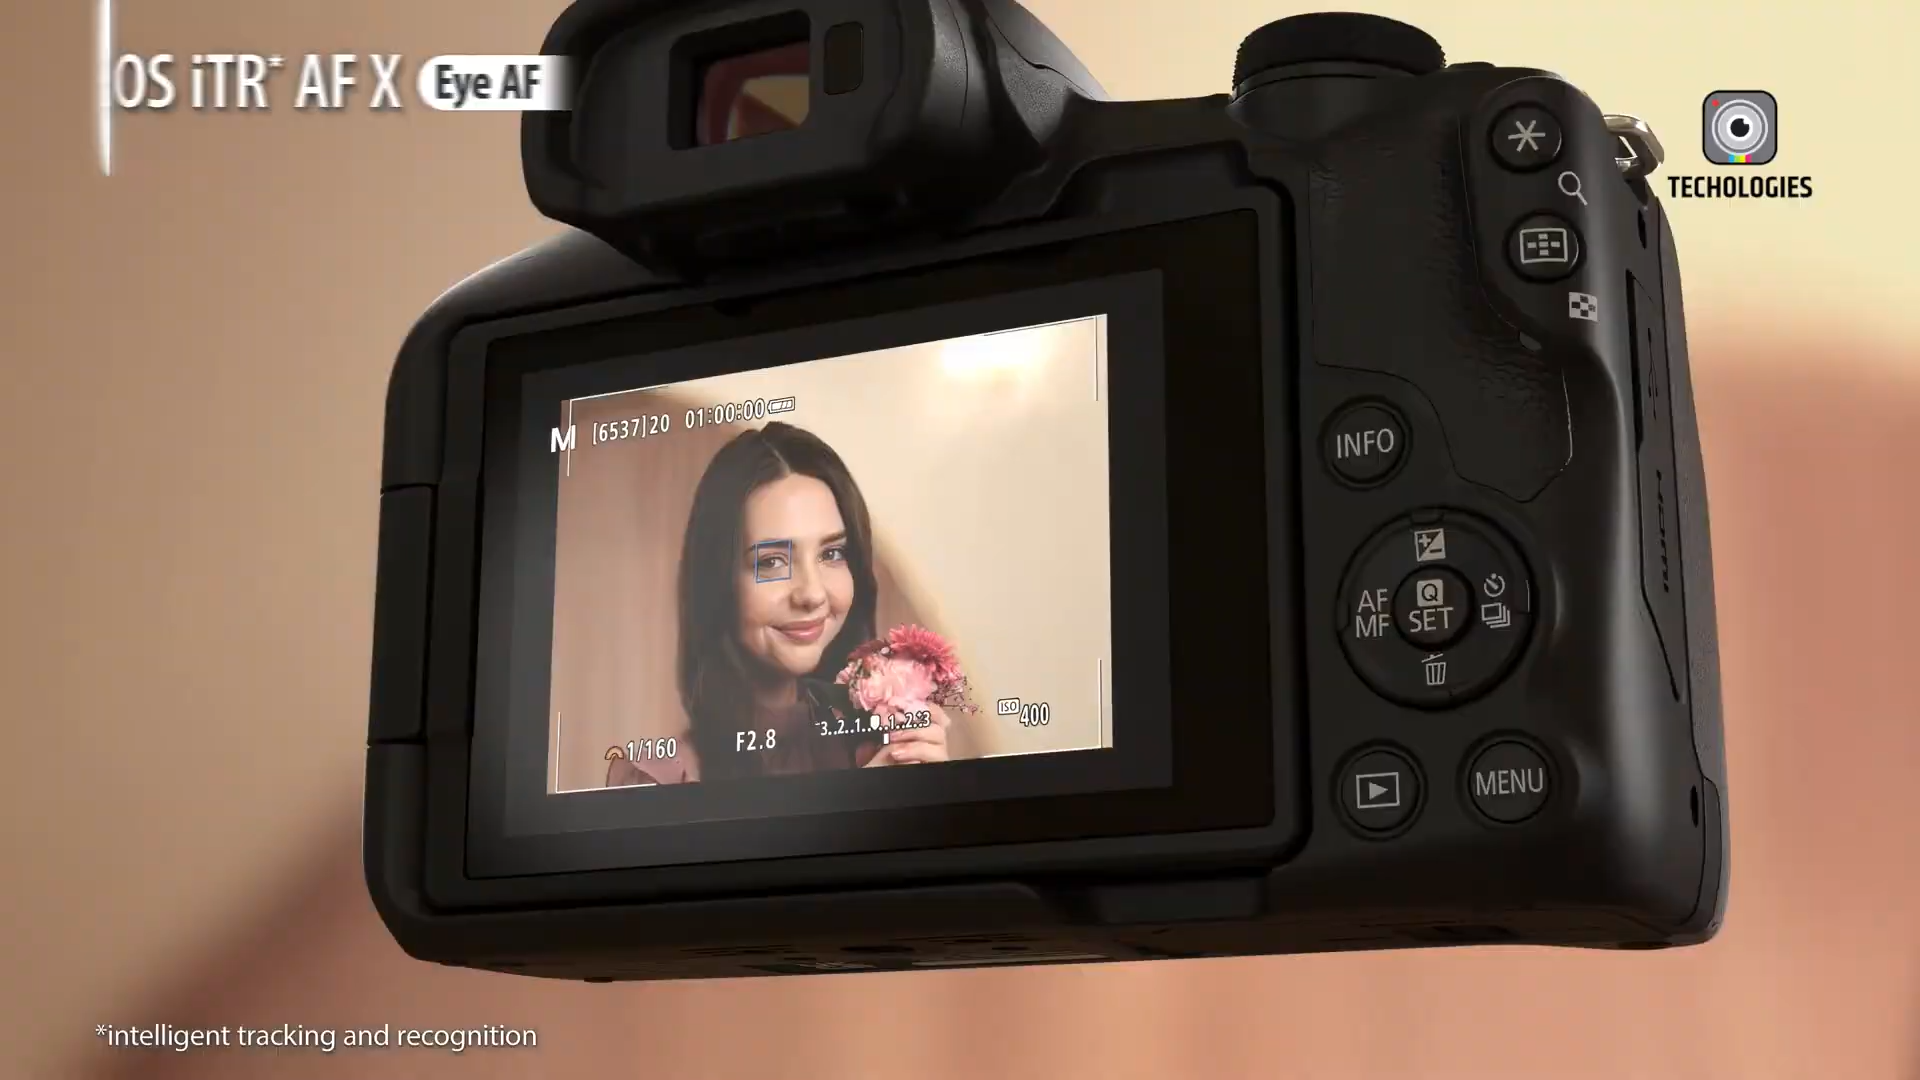 OS iTR* AF X Eye AF
TECHOLOGIES
M [6537]20 01:00:00
INFO
AF
MF
Q
SET
1/160 F2.8 -3..2..1..0..1..2..+3 ISO 400
MENU
HDMI
*intelligent tracking and recognition